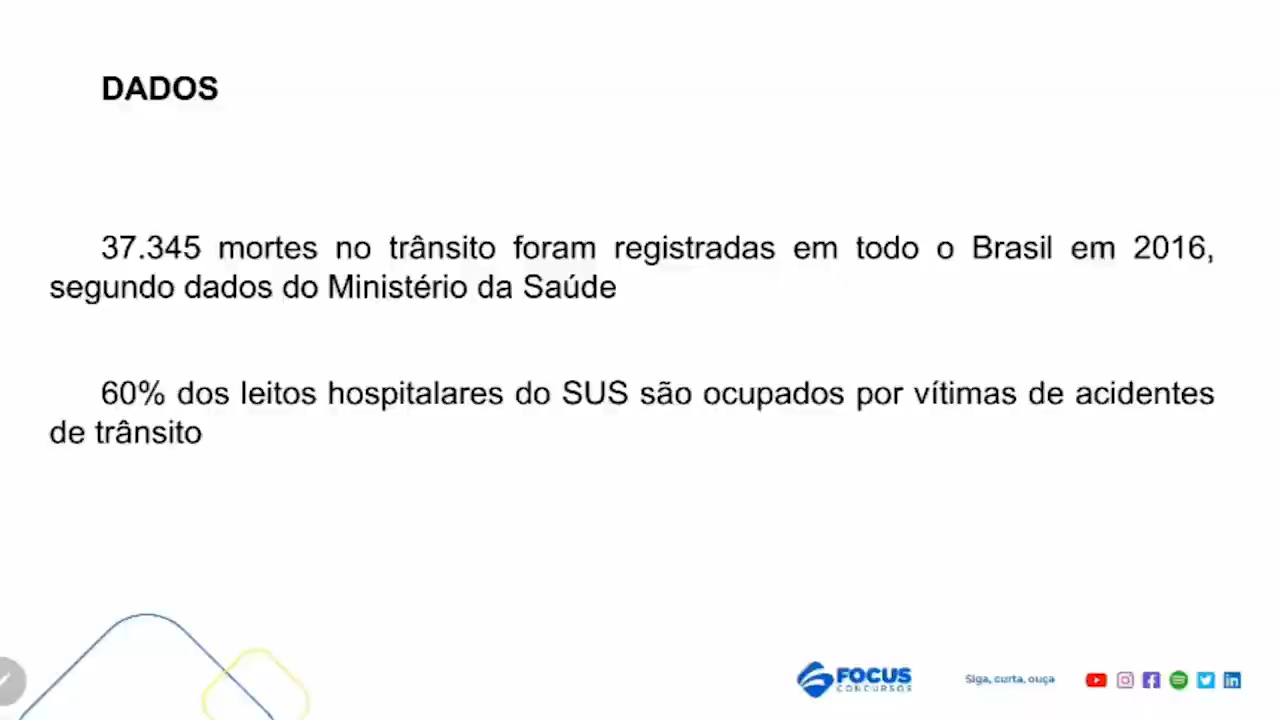 DADOS
37.345 mortes no trânsito foram registradas em todo o Brasil em 2016,
segundo dados do Ministério da Saúde
60% dos leitos hospitalares do SUS são ocupados por vítimas de acidentes
de trânsito
FOCUS
CONCURSOS
Siga, curta, ouça